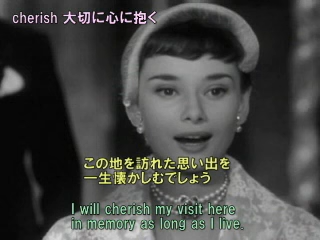 cherish 大切に心に抱く
この地を訪れた思い出を
一生懐かしむでしょう
I will cherish my visit here
in memory as long as I live.